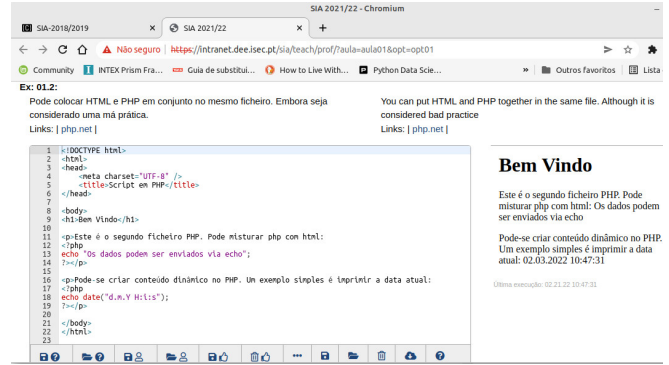 SIA 2021/22 - Chromium
SIA-2018/2019
SIA 2021/22
Não seguro | https://intranet.dee.isec.pt/sia/teach/prof/?aula=aula01&opt=opt01
Community INTEX Prism Fra... Guia de substitui... How to Live With... Python Data Scie... » Outros favoritos Lista
Ex: 01.2:
Pode colocar HTML e PHP em conjunto no mesmo ficheiro. Embora seja
considerado uma má prática.
Links: | php.net |
You can put HTML and PHP together in the same file. Although it is
considered bad practice
Links: | php.net |
1 <!DOCTYPE html>
2 <html>
3 <head>
4 <meta charset="UTF-8" />
5 <title>Script em PHP</title>
6 </head>
7
8 <body>
9 <h1>Bem Vindo</h1>
10
11 <p>Este é o segundo ficheiro PHP. Pode misturar php com html:
12 <?php
13 echo "Os dados podem ser enviados via echo";
14 ?></p>
15
16 <p>Pode-se criar conteúdo dinâmico no PHP. Um exemplo simples é imprimir a data atual:
17 <?php
18 echo date("d.m.Y H:i:s");
19 ?></p>
20
21 </body>
22 </html>
23
Bem Vindo
Este é o segundo ficheiro PHP. Pode
misturar php com html: Os dados podem
ser enviados via echo
Pode-se criar conteúdo dinâmico no PHP.
Um exemplo simples é imprimir a data
atual: 02.03.2022 10:47:31
Última execução: 02.21.22 10:47:31